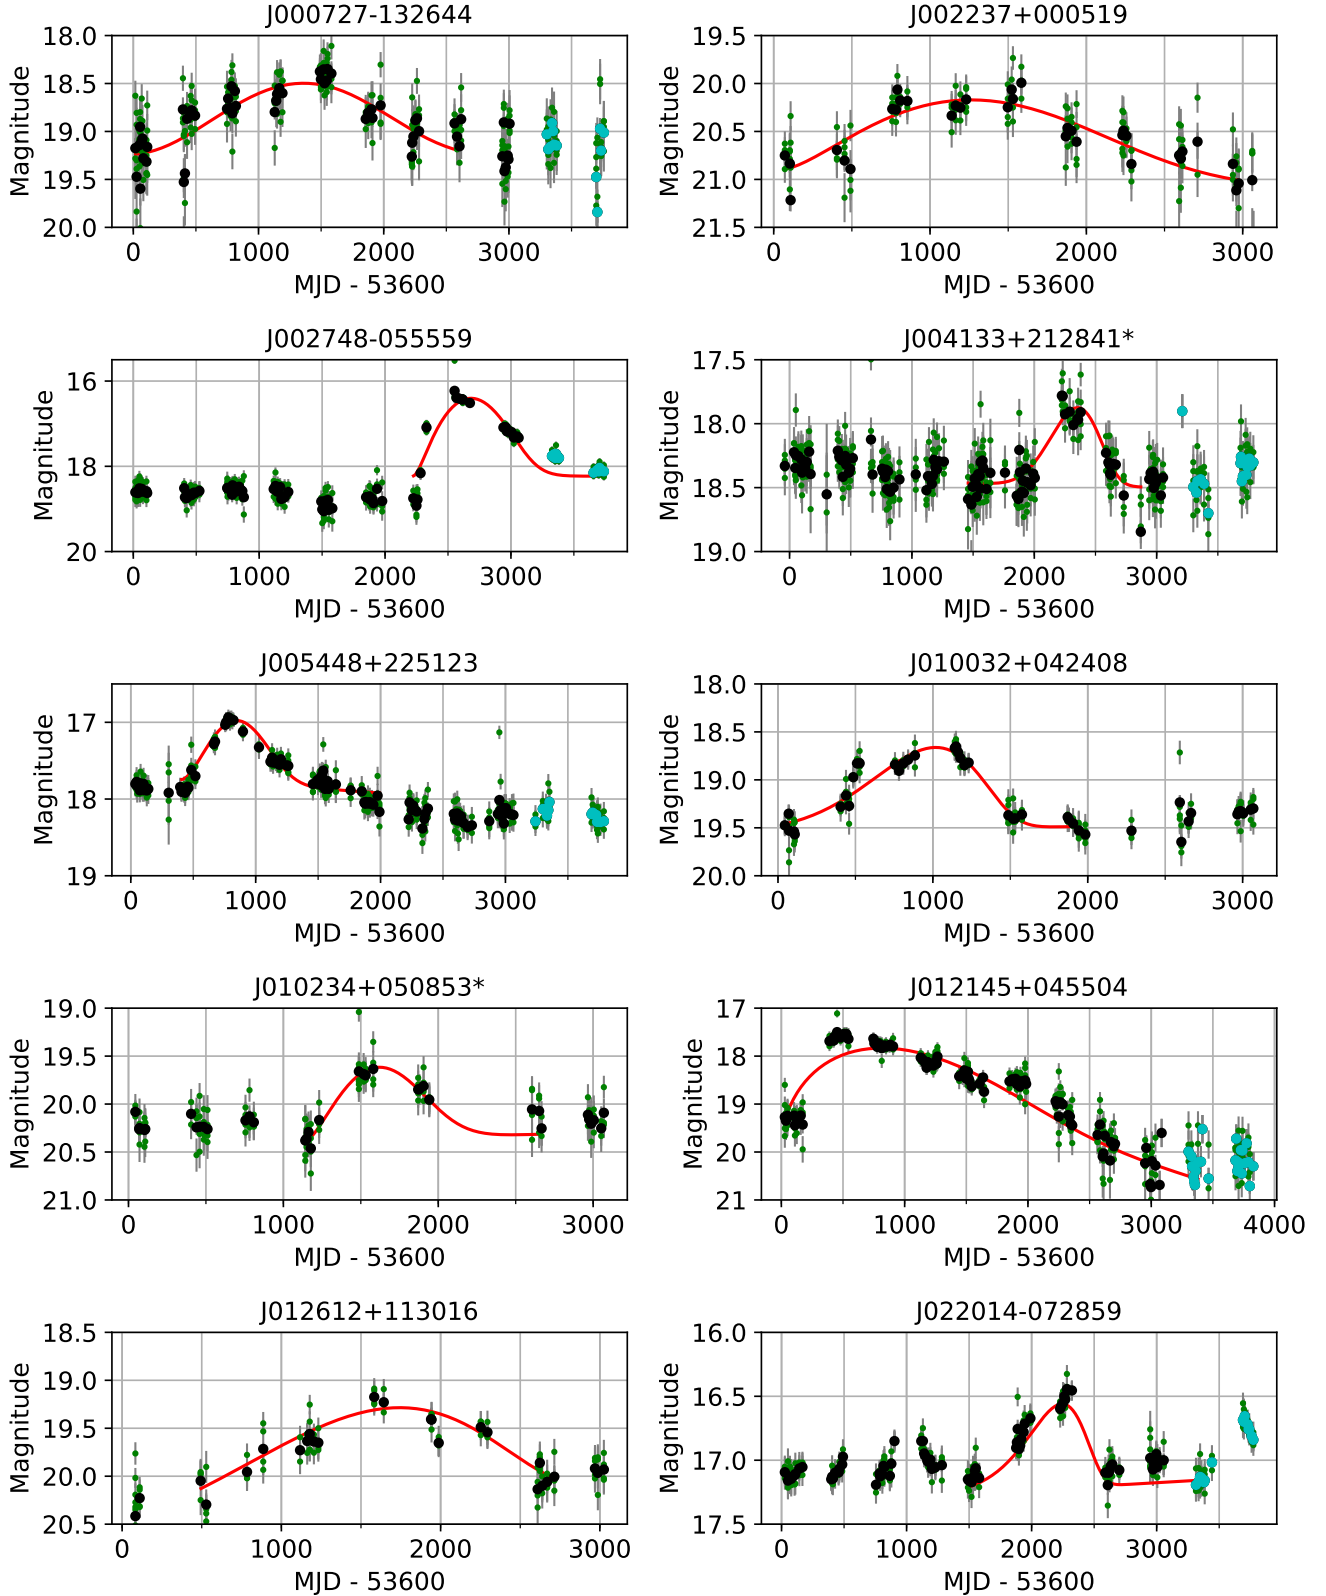 J000727-132644
J002237+000519
18.0
18.5
19.0
19.5
20.0
Magnitude
0
1000
2000
3000
MJD - 53600
19.5
20.0
20.5
21.0
21.5
Magnitude
0
1000
2000
3000
MJD - 53600
J002748-055559
J004133+212841*
16
18
20
Magnitude
0
1000
2000
3000
MJD - 53600
17.5
18.0
18.5
19.0
Magnitude
0
1000
2000
3000
MJD - 53600
J005448+225123
J010032+042408
17
18
19
Magnitude
0
1000
2000
3000
MJD - 53600
18.0
18.5
19.0
19.5
20.0
Magnitude
0
1000
2000
3000
MJD - 53600
J010234+050853*
J012145+045504
19.0
19.5
20.0
20.5
21.0
Magnitude
0
1000
2000
3000
MJD - 53600
17
18
19
20
21
Magnitude
0
1000
2000
3000
4000
MJD - 53600
J012612+113016
J022014-072859
18.5
19.0
19.5
20.0
20.5
Magnitude
0
1000
2000
3000
MJD - 53600
16.0
16.5
17.0
17.5
Magnitude
0
1000
2000
3000
MJD - 53600